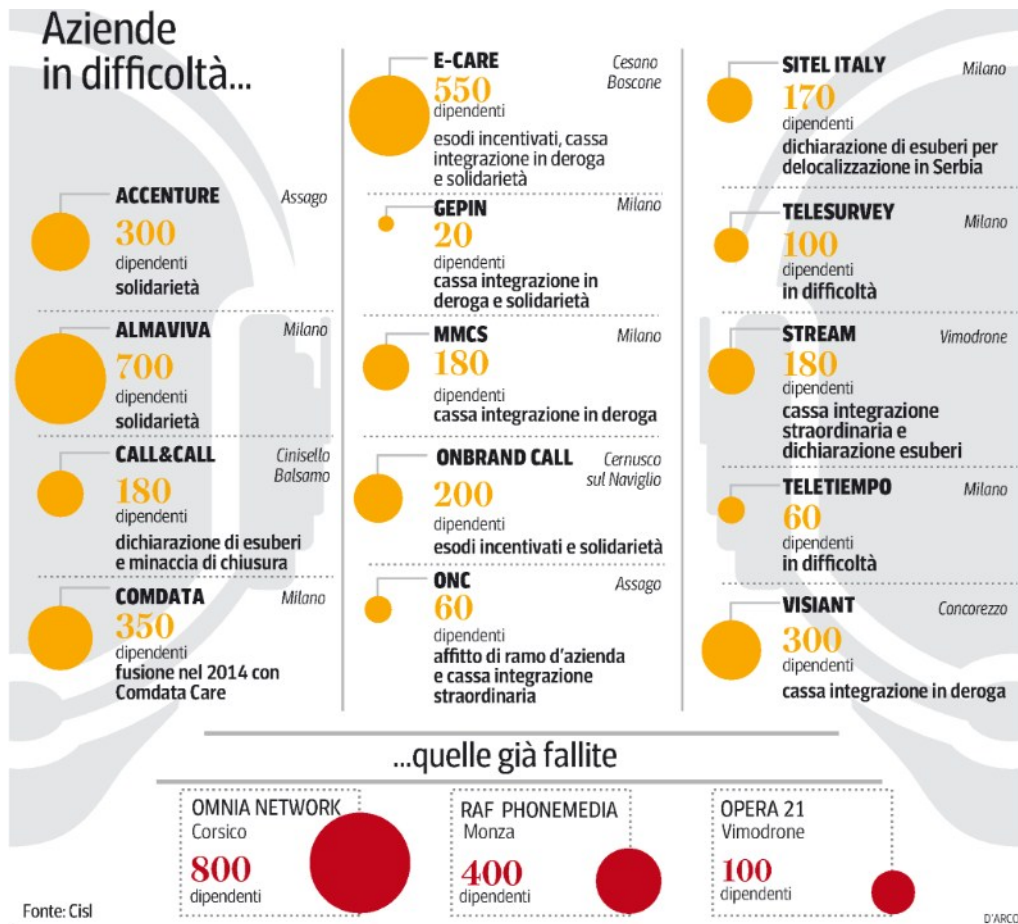 Aziende
in difficoltà...
ACCENTURE
Assago
300
dipendenti
solidarietà
ALMAVIVA
Milano
700
dipendenti
solidarietà
CALL&CALL
Cinisello
Balsamo
180
dipendenti
dichiarazione di esuberi
e minaccia di chiusura
COMDATA
Milano
350
dipendenti
fusione nel 2014 con
Comdata Care
E-CARE
Cesano
Boscone
550
dipendenti
esodi incentivati, cassa
integrazione in deroga
e solidarietà
GEPIN
Milano
20
dipendenti
cassa integrazione in
deroga e solidarietà
MMCS
Milano
180
dipendenti
cassa integrazione in deroga
ONBRAND CALL
Cernusco
sul Naviglio
200
dipendenti
esodi incentivati e solidarietà
ONC
Assago
60
dipendenti
affitto di ramo d'azienda
e cassa integrazione
straordinaria
SITEL ITALY
Milano
170
dipendenti
dichiarazione di esuberi per
delocalizzazione in Serbia
TELESURVEY
Milano
100
dipendenti
in difficoltà
STREAM
Vimodrone
180
dipendenti
cassa integrazione
straordinaria e
dichiarazione esuberi
TELETIEMPO
Milano
60
dipendenti
in difficoltà
VISIANT
Concorezzo
300
dipendenti
cassa integrazione in deroga
...quelle già fallite
OMNIA NETWORK
Corsico
800
dipendenti
RAF PHONEMEDIA
Monza
400
dipendenti
OPERA 21
Vimodrone
100
dipendenti
Fonte: Cisl
D'ARCO